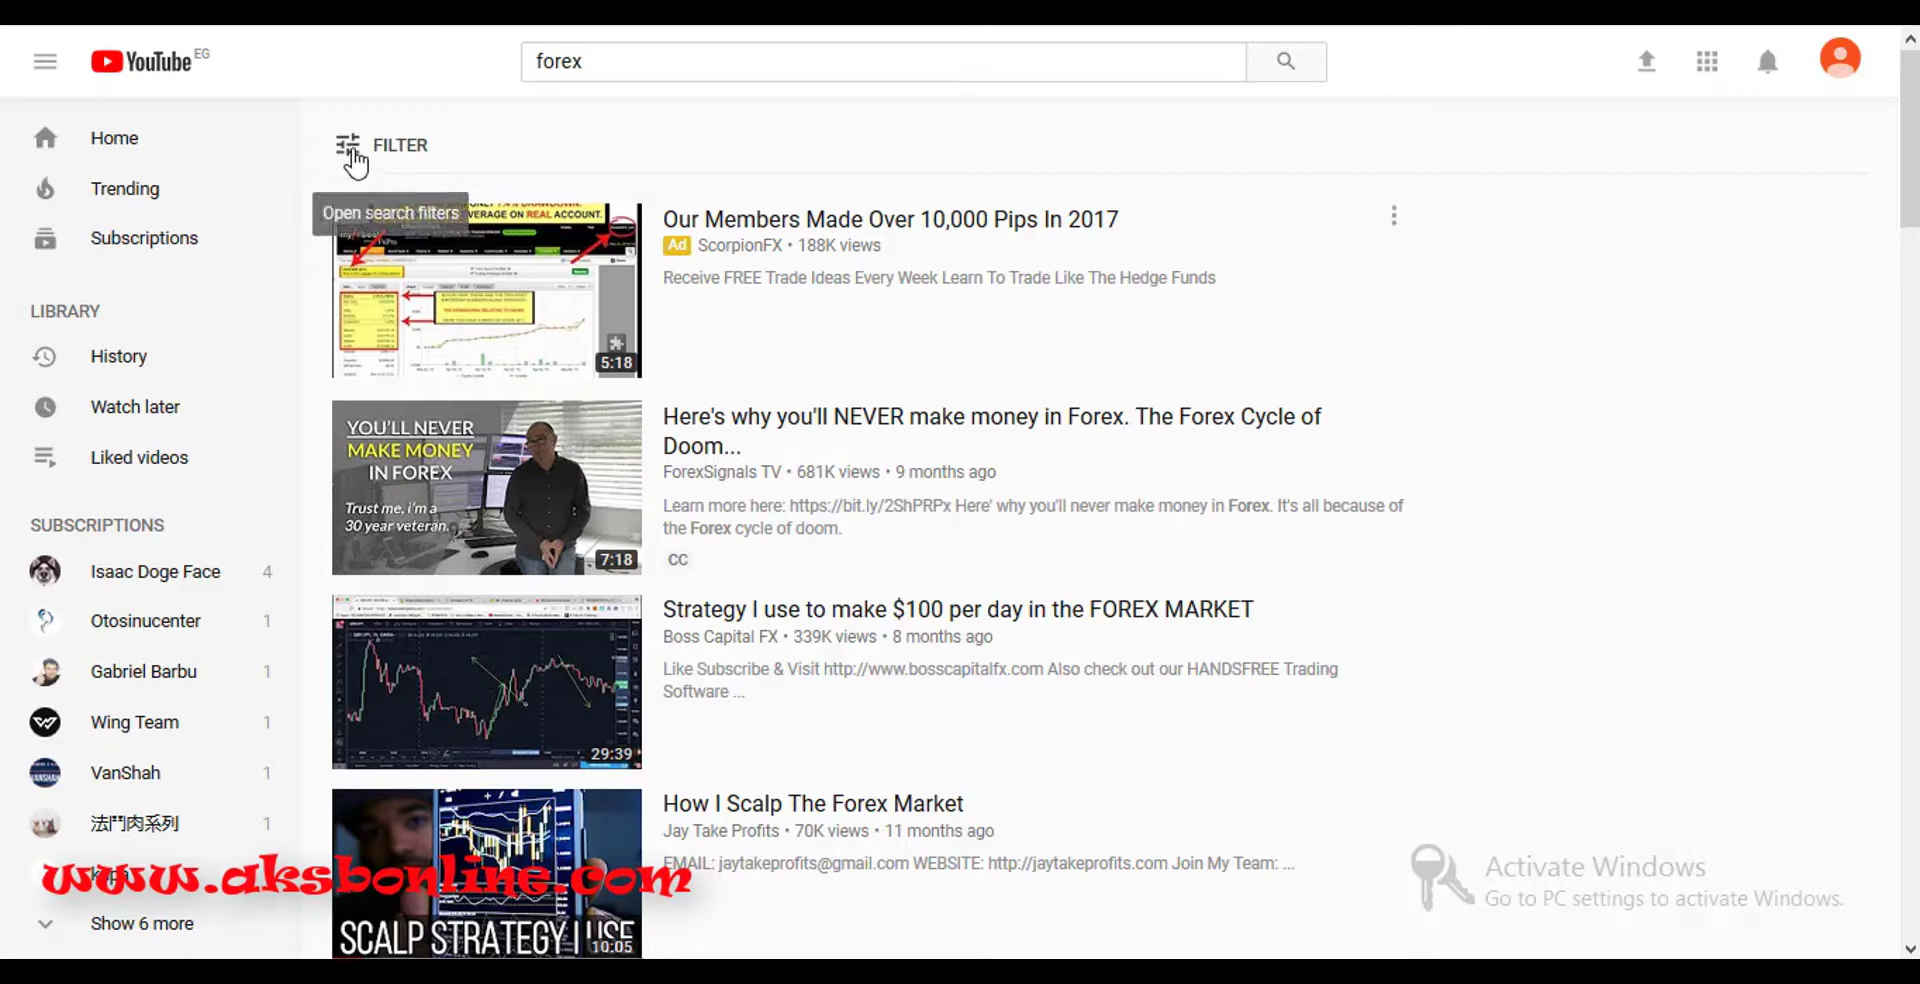 YouTube EG
forex
Home
Trending
Subscriptions
LIBRARY
History
Watch later
Liked videos
SUBSCRIPTIONS
Isaac Doge Face 4
Otosinucenter 1
Gabriel Barbu 1
Wing Team 1
VanShah 1
法鬥肉系列 1
www.aksbonline.com
Show 6 more
FILTER
Open search filters
VERAGE ON REAL ACCOUNT.
5:18
Our Members Made Over 10,000 Pips In 2017
Ad ScorpionFX • 188K views
Receive FREE Trade Ideas Every Week Learn To Trade Like The Hedge Funds
YOU'LL NEVER
MAKE MONEY
IN FOREX
Trust me, i'm a
30 year veteran.
7:18
Here's why you'll NEVER make money in Forex. The Forex Cycle of
Doom...
ForexSignals TV • 681K views • 9 months ago
Learn more here: https://bit.ly/2ShPRPx Here' why you'll never make money in Forex. It's all because of
the Forex cycle of doom.
CC
29:39
Strategy I use to make $100 per day in the FOREX MARKET
Boss Capital FX • 339K views • 8 months ago
Like Subscribe & Visit http://www.bosscapitalfx.com Also check out our HANDSFREE Trading
Software ...
SCALP STRATEGY I USE
10:05
How I Scalp The Forex Market
Jay Take Profits • 70K views • 11 months ago
EMAIL: jaytakeprofits@gmail.com WEBSITE: http://jaytakeprofits.com Join My Team: ...
Activate Windows
Go to PC settings to activate Windows.